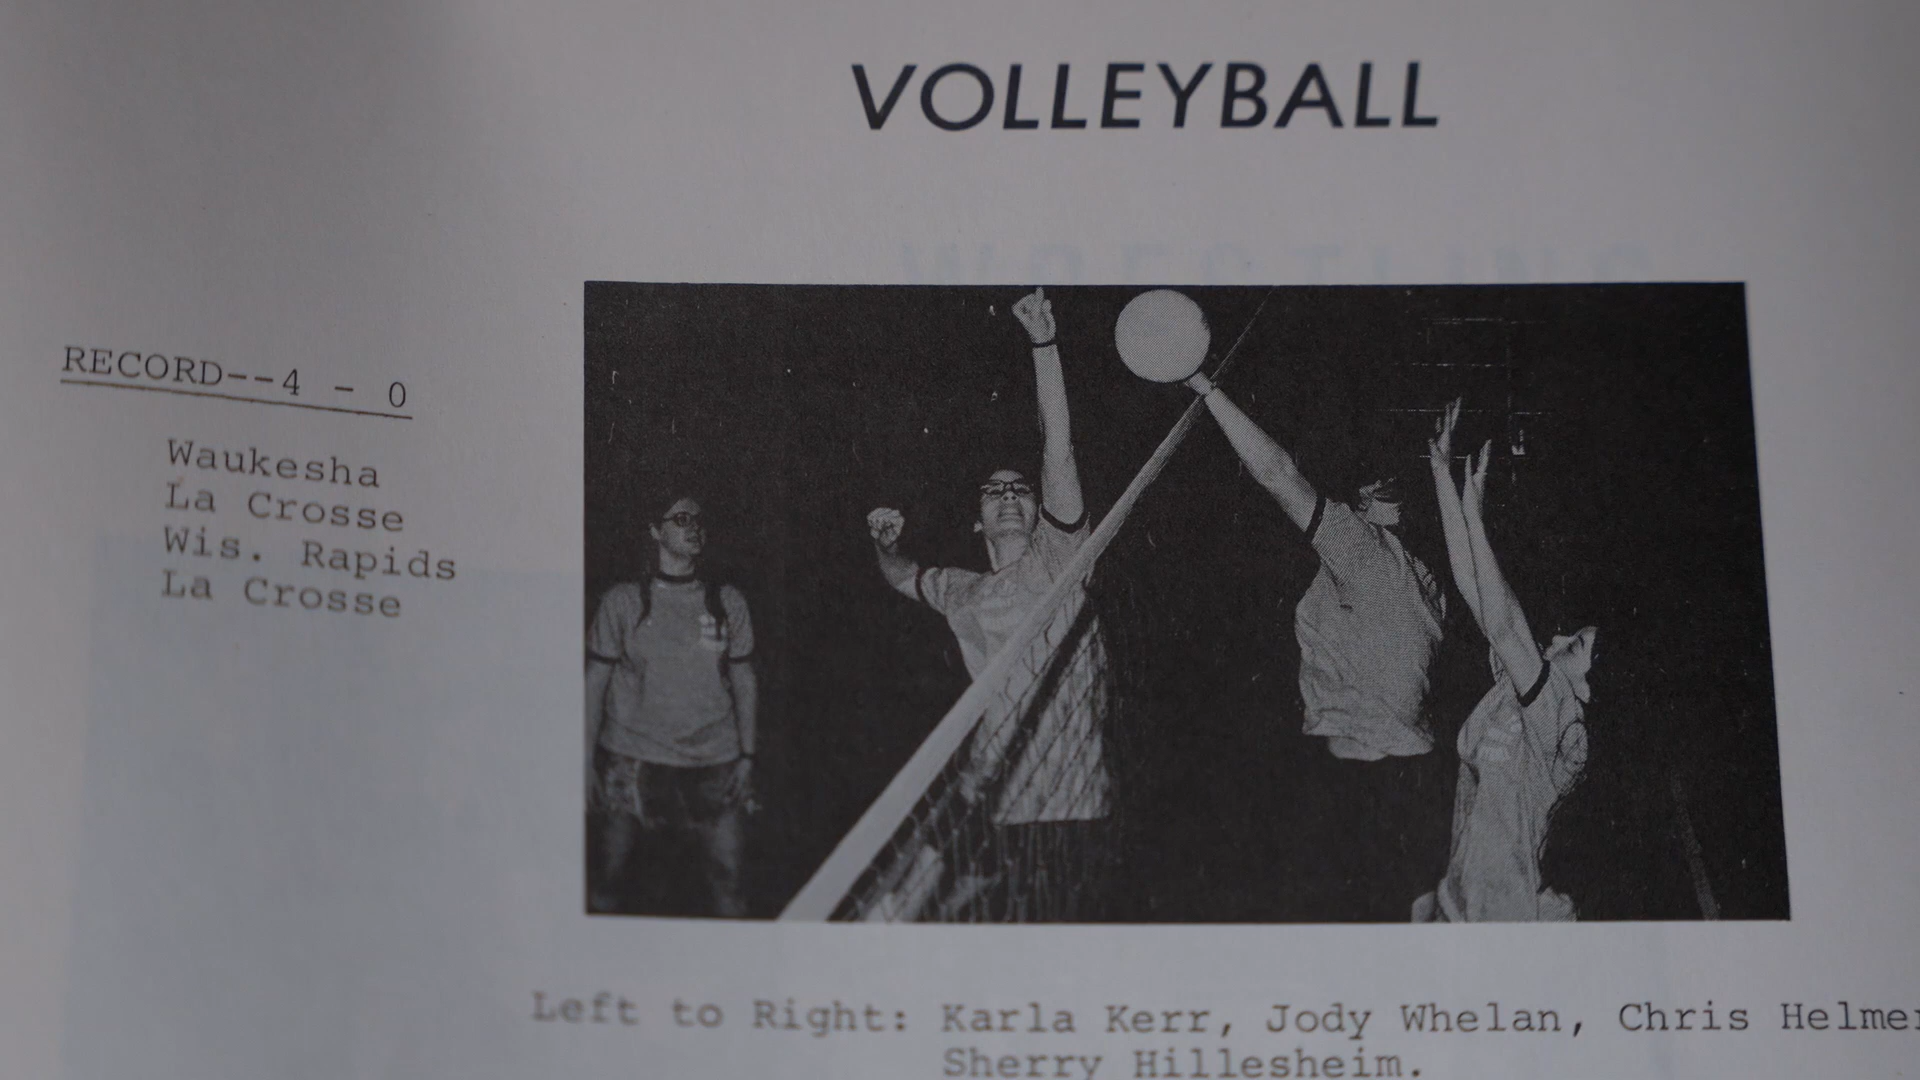 VOLLEYBALL
RECORD--4 - 0
Waukesha
La Crosse
Wis. Rapids
La Crosse
Left to Right: Karla Kerr, Jody Whelan, Chris
Sherry Hillesheim.